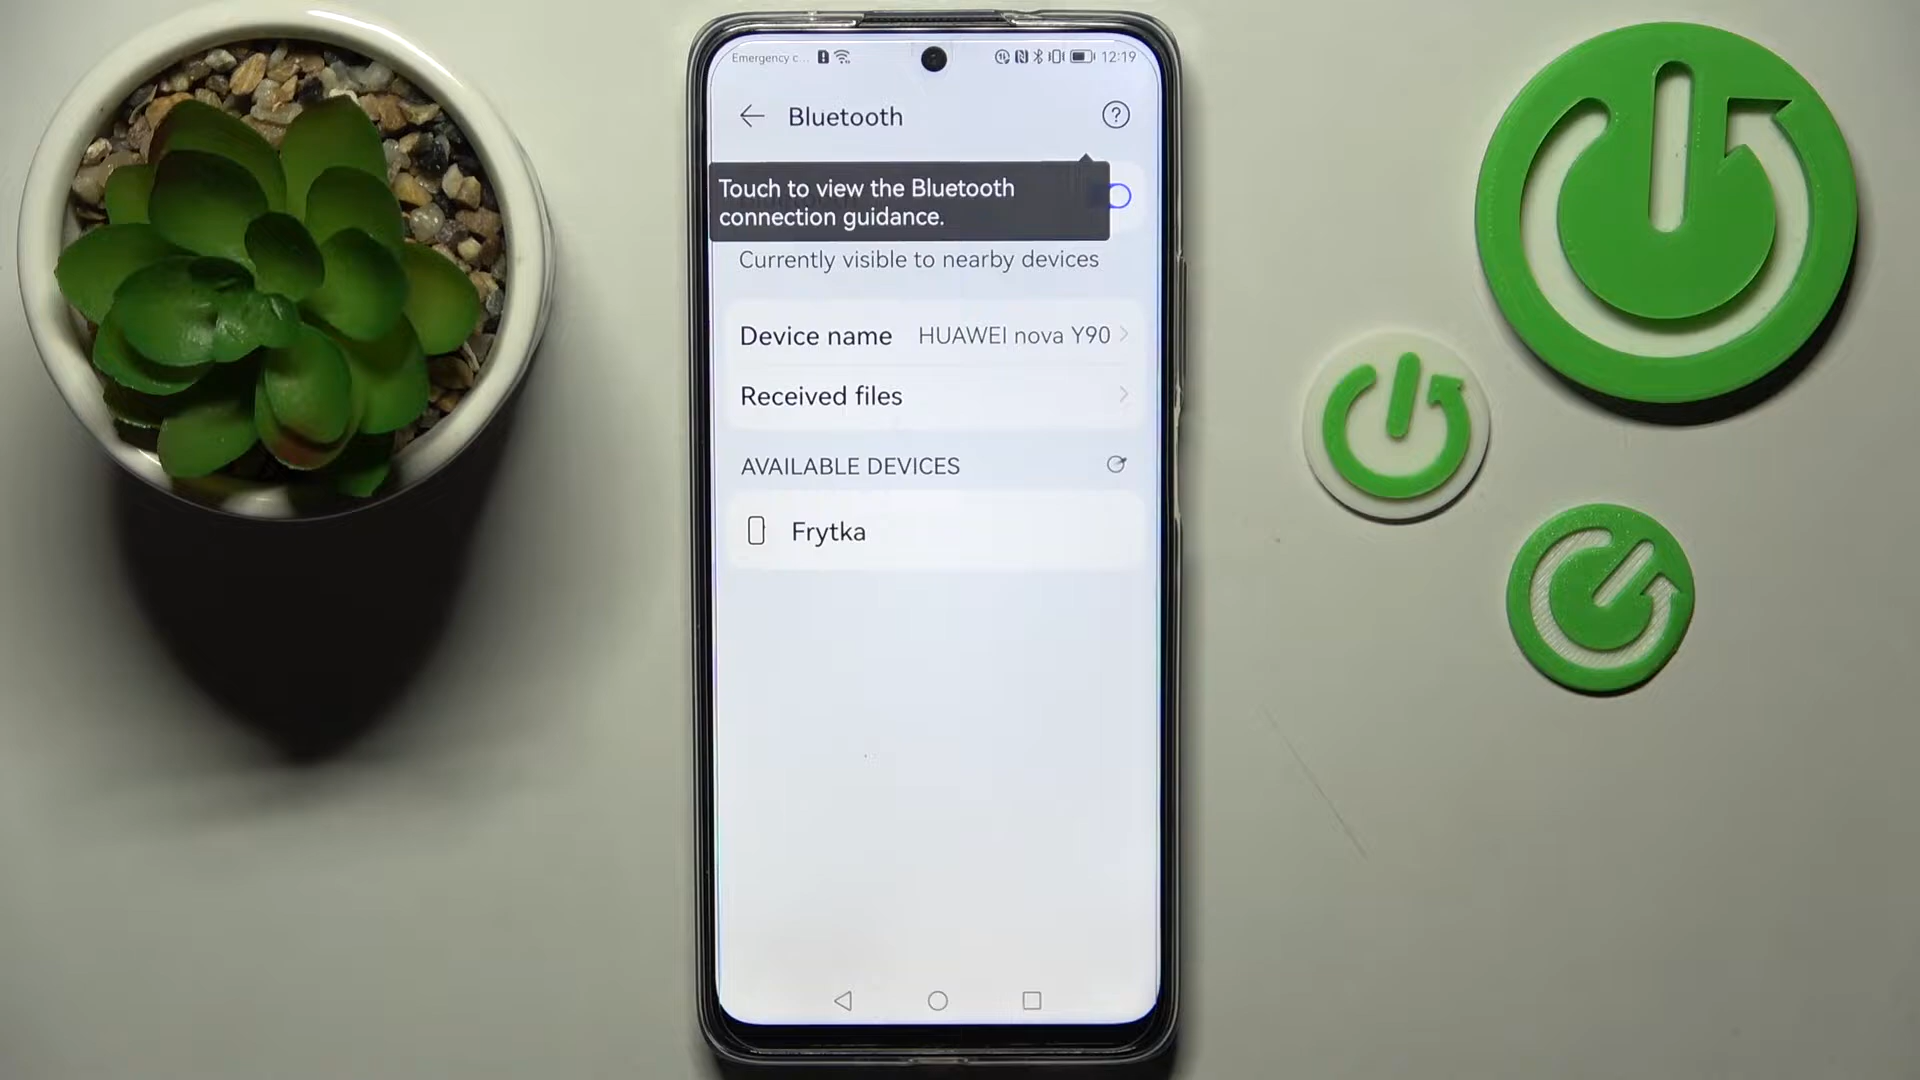 Emergency c... 12:19
Bluetooth
Touch to view the Bluetooth
connection guidance.
Currently visible to nearby devices
Device name HUAWEI nova Y90
Received files
AVAILABLE DEVICES
Frytka